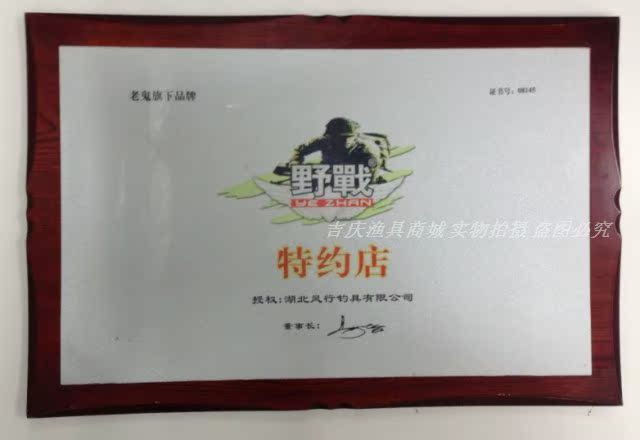 老鬼旗下品牌
证书号：08145
野戰®
YE ZHAN
吉庆渔具商城 实物拍摄 盗图必究
特约店
授权：湖北风行钓具有限公司
董事长：